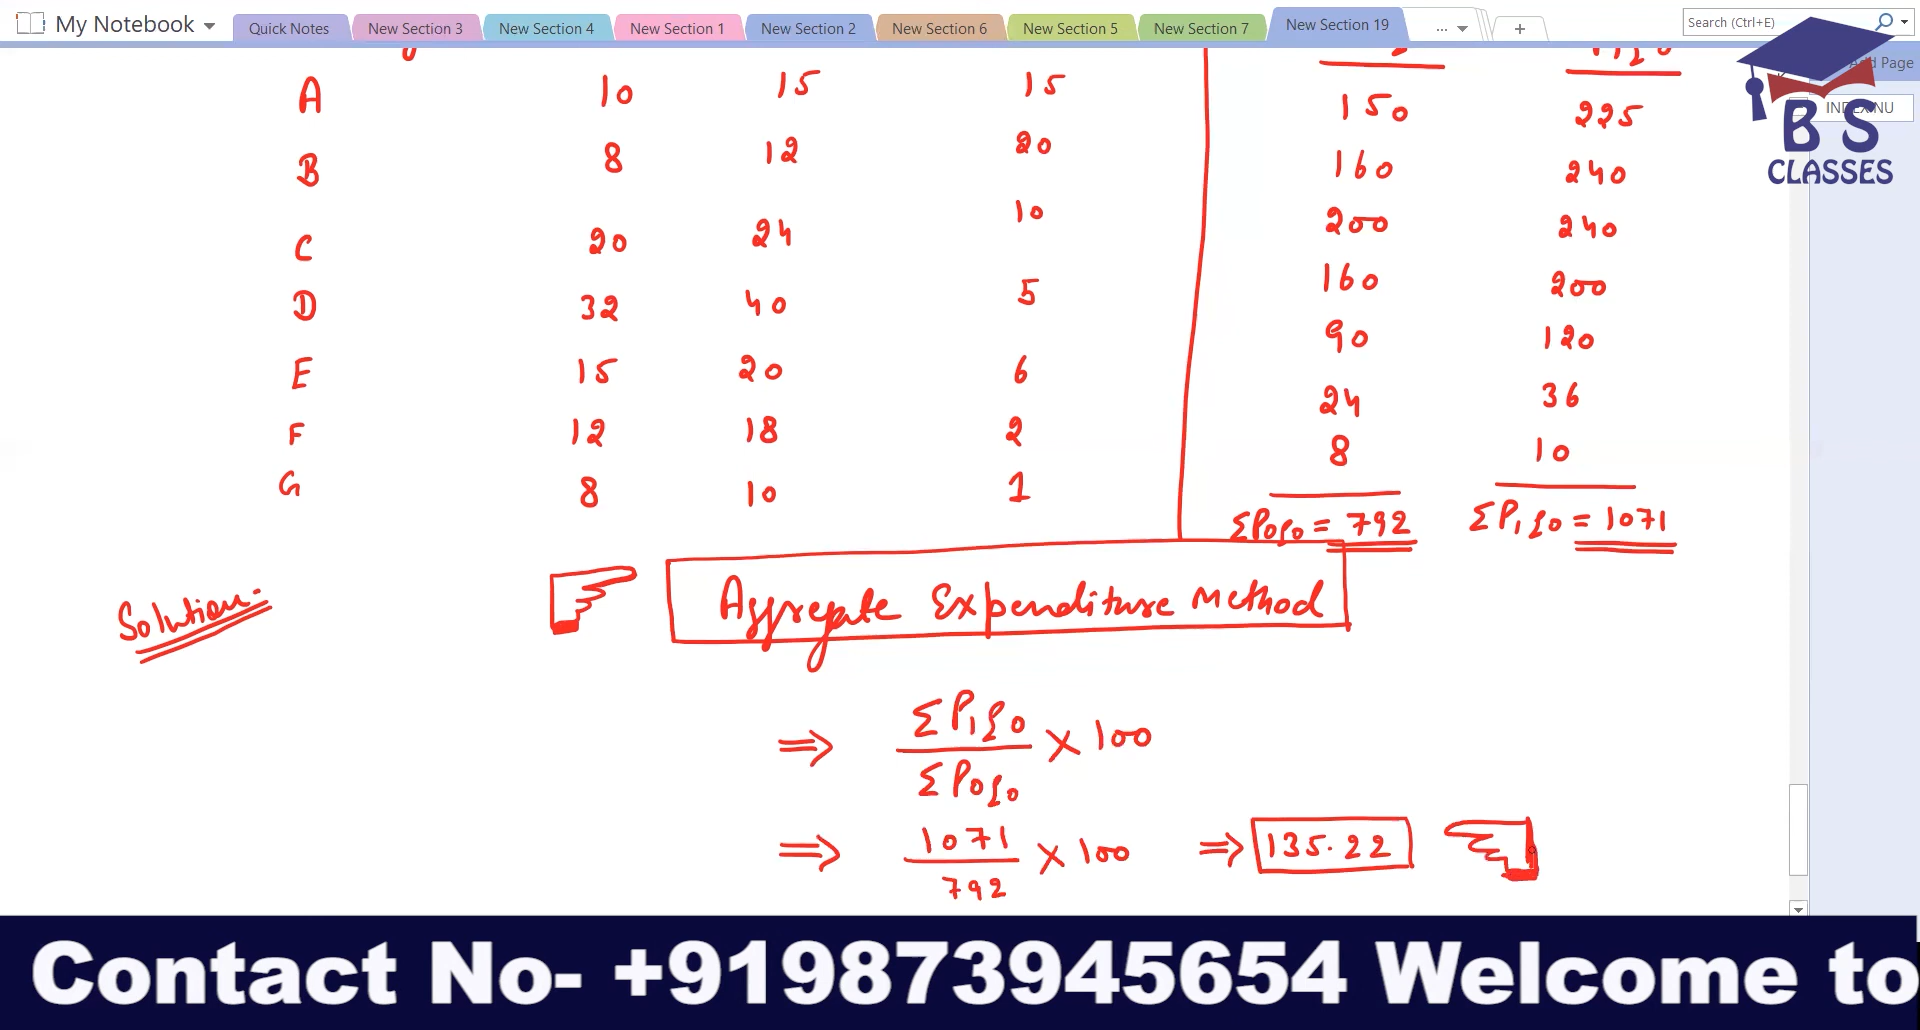 My Notebook Quick Notes New Section 3 New Section 4 New Section 1 New Section 2 New Section 6 New Section 5 New Section 7 New Section 19 ... + Search (Ctrl+E)
Add Page
INDEX NU
BS
CLASSES
A 10 15 15 150 225
B 8 12 20 160 240
C 20 24 10 200 240
D 32 40 5 160 200
E 15 20 6 90 120
F 12 18 2 24 36
G 8 10 1 8 10
ΣP0q0 = 792 ΣP1q0 = 1071
Solution:-
Aggregate Expenditure Method
⇒ ΣP1q0 / ΣP0q0 × 100
⇒ 1071 / 792 × 100 ⇒ 135.22
Contact No- +919873945654 Welcome to